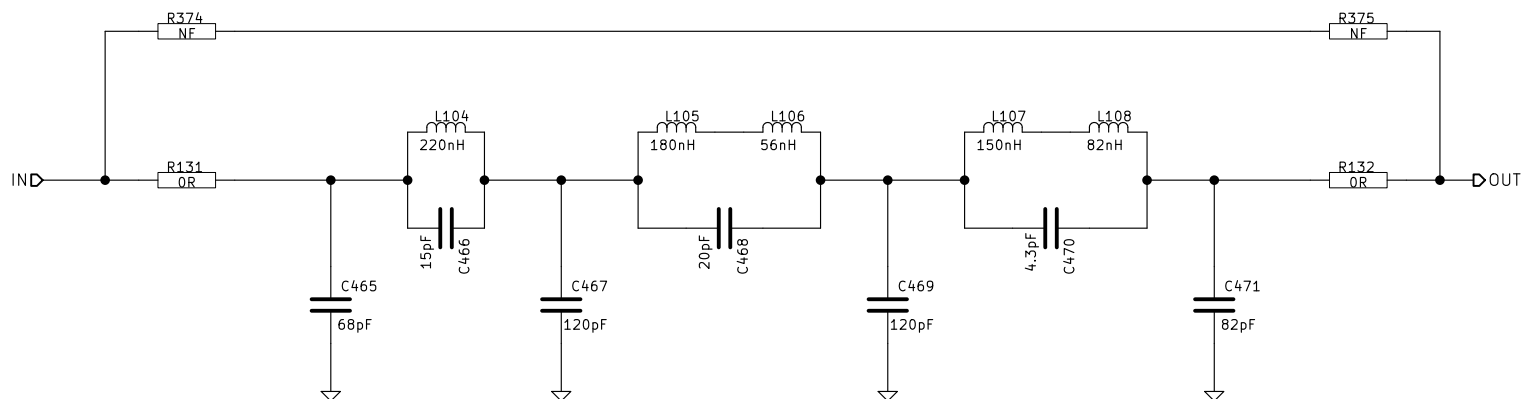 R374
NF
R375
NF
L104
220nH
L105
180nH
L106
56nH
L107
150nH
L108
82nH
IN
R131
0R
R132
0R
OUT
15pF
C466
20pF
C468
4.3pF
C470
C465
68pF
C467
120pF
C469
120pF
C471
82pF